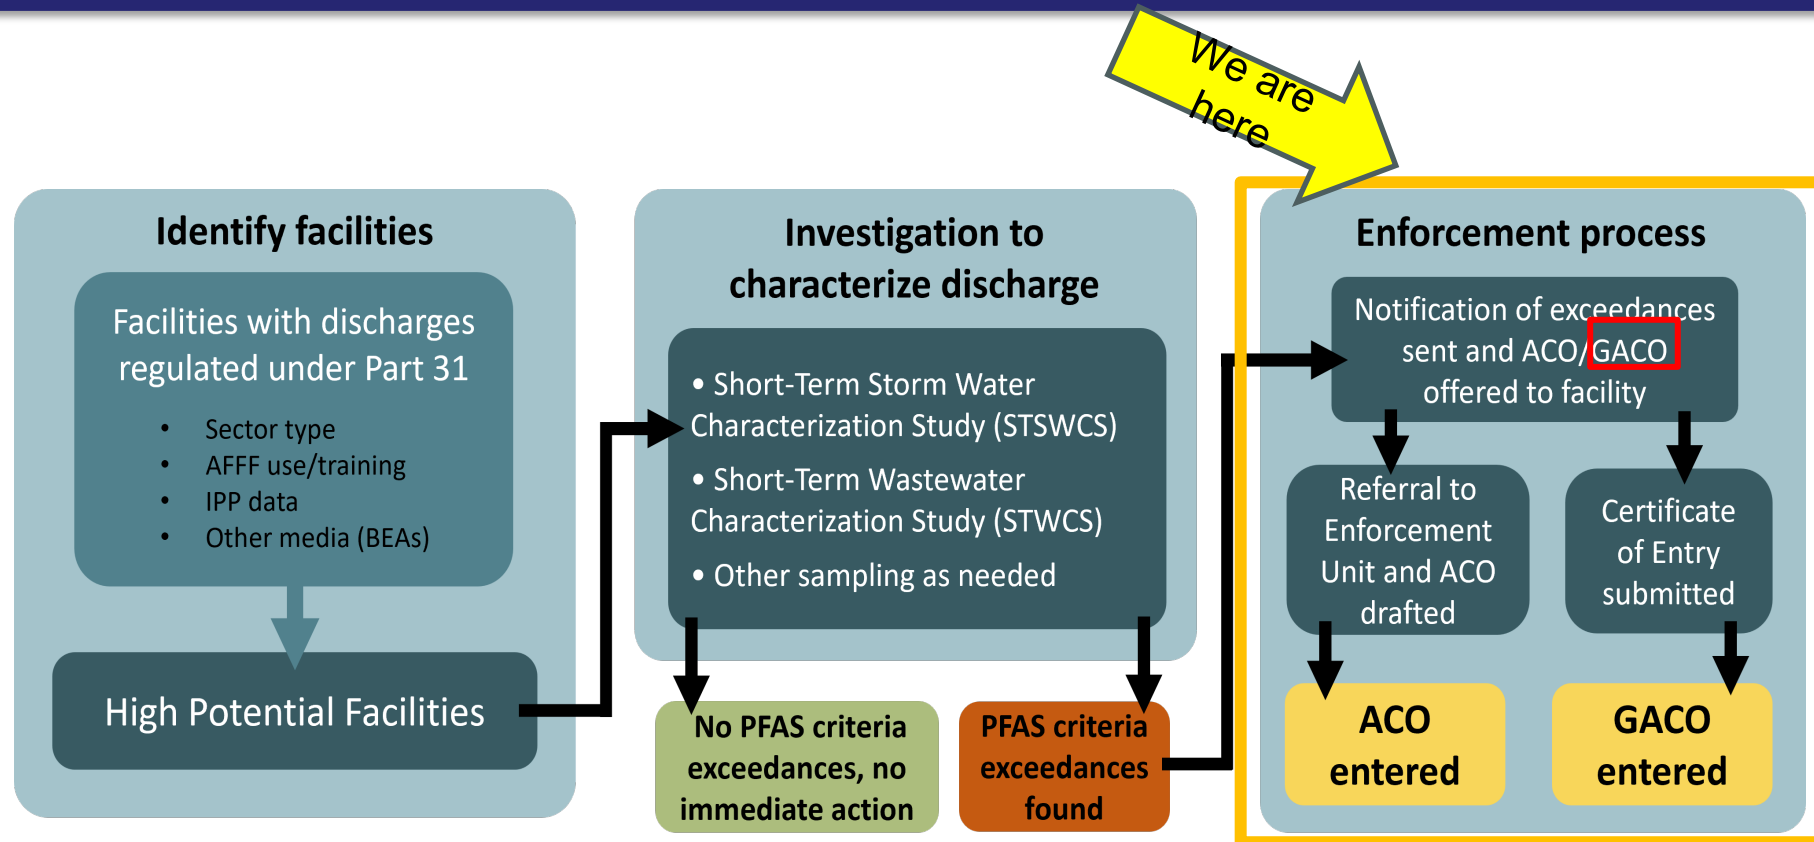 We are
here
Identify facilities
Facilities with discharges
regulated under Part 31
• Sector type
• AFFF use/training
• IPP data
• Other media (BEAs)
High Potential Facilities
Investigation to
characterize discharge
• Short-Term Storm Water
Characterization Study (STSWCS)
• Short-Term Wastewater
Characterization Study (STWCS)
• Other sampling as needed
No PFAS criteria
exceedances, no
immediate action
PFAS criteria
exceedances
found
Enforcement process
Notification of exceedances
sent and ACO/GACO
offered to facility
Referral to
Enforcement
Unit and ACO
drafted
Certificate
of Entry
submitted
ACO
entered
GACO
entered